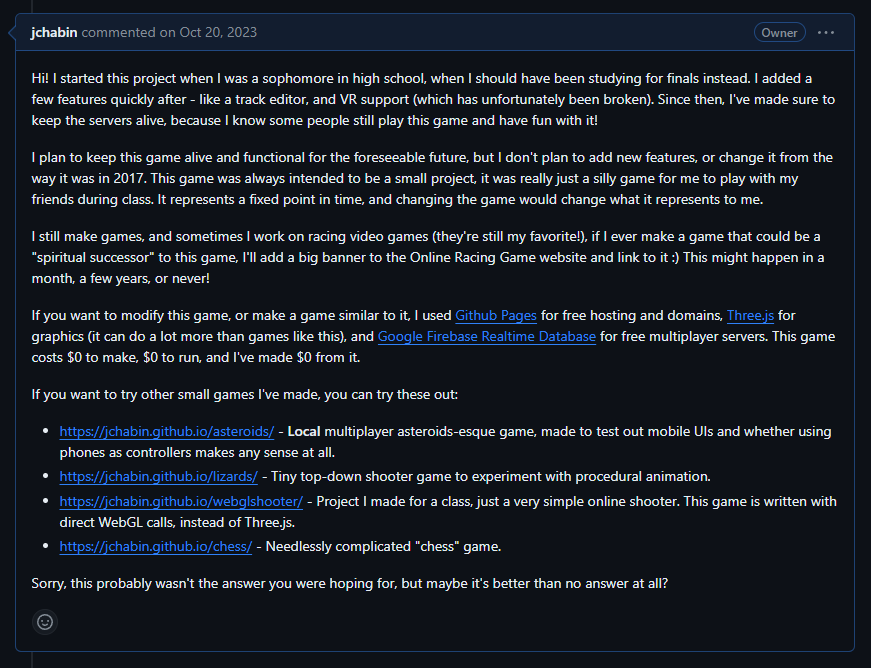 jchabin commented on Oct 20, 2023
Owner
Hi! I started this project when I was a sophomore in high school, when I should have been studying for finals instead. I added a
few features quickly after - like a track editor, and VR support (which has unfortunately been broken). Since then, I've made sure to
keep the servers alive, because I know some people still play this game and have fun with it!
I plan to keep this game alive and functional for the foreseeable future, but I don't plan to add new features, or change it from the
way it was in 2017. This game was always intended to be a small project, it was really just a silly game for me to play with my
friends during class. It represents a fixed point in time, and changing the game would change what it represents to me.
I still make games, and sometimes I work on racing video games (they're still my favorite!), if I ever make a game that could be a
"spiritual successor" to this game, I'll add a big banner to the Online Racing Game website and link to it :) This might happen in a
month, a few years, or never!
If you want to modify this game, or make a game similar to it, I used Github Pages for free hosting and domains, Three.js for
graphics (it can do a lot more than games like this), and Google Firebase Realtime Database for free multiplayer servers. This game
costs $0 to make, $0 to run, and I've made $0 from it.
If you want to try other small games I've made, you can try these out:
• https://jchabin.github.io/asteroids/ - Local multiplayer asteroids-esque game, made to test out mobile UIs and whether using
phones as controllers makes any sense at all.
• https://jchabin.github.io/lizards/ - Tiny top-down shooter game to experiment with procedural animation.
• https://jchabin.github.io/webglshooter/ - Project I made for a class, just a very simple online shooter. This game is written with
direct WebGL calls, instead of Three.js.
• https://jchabin.github.io/chess/ - Needlessly complicated "chess" game.
Sorry, this probably wasn't the answer you were hoping for, but maybe it's better than no answer at all?